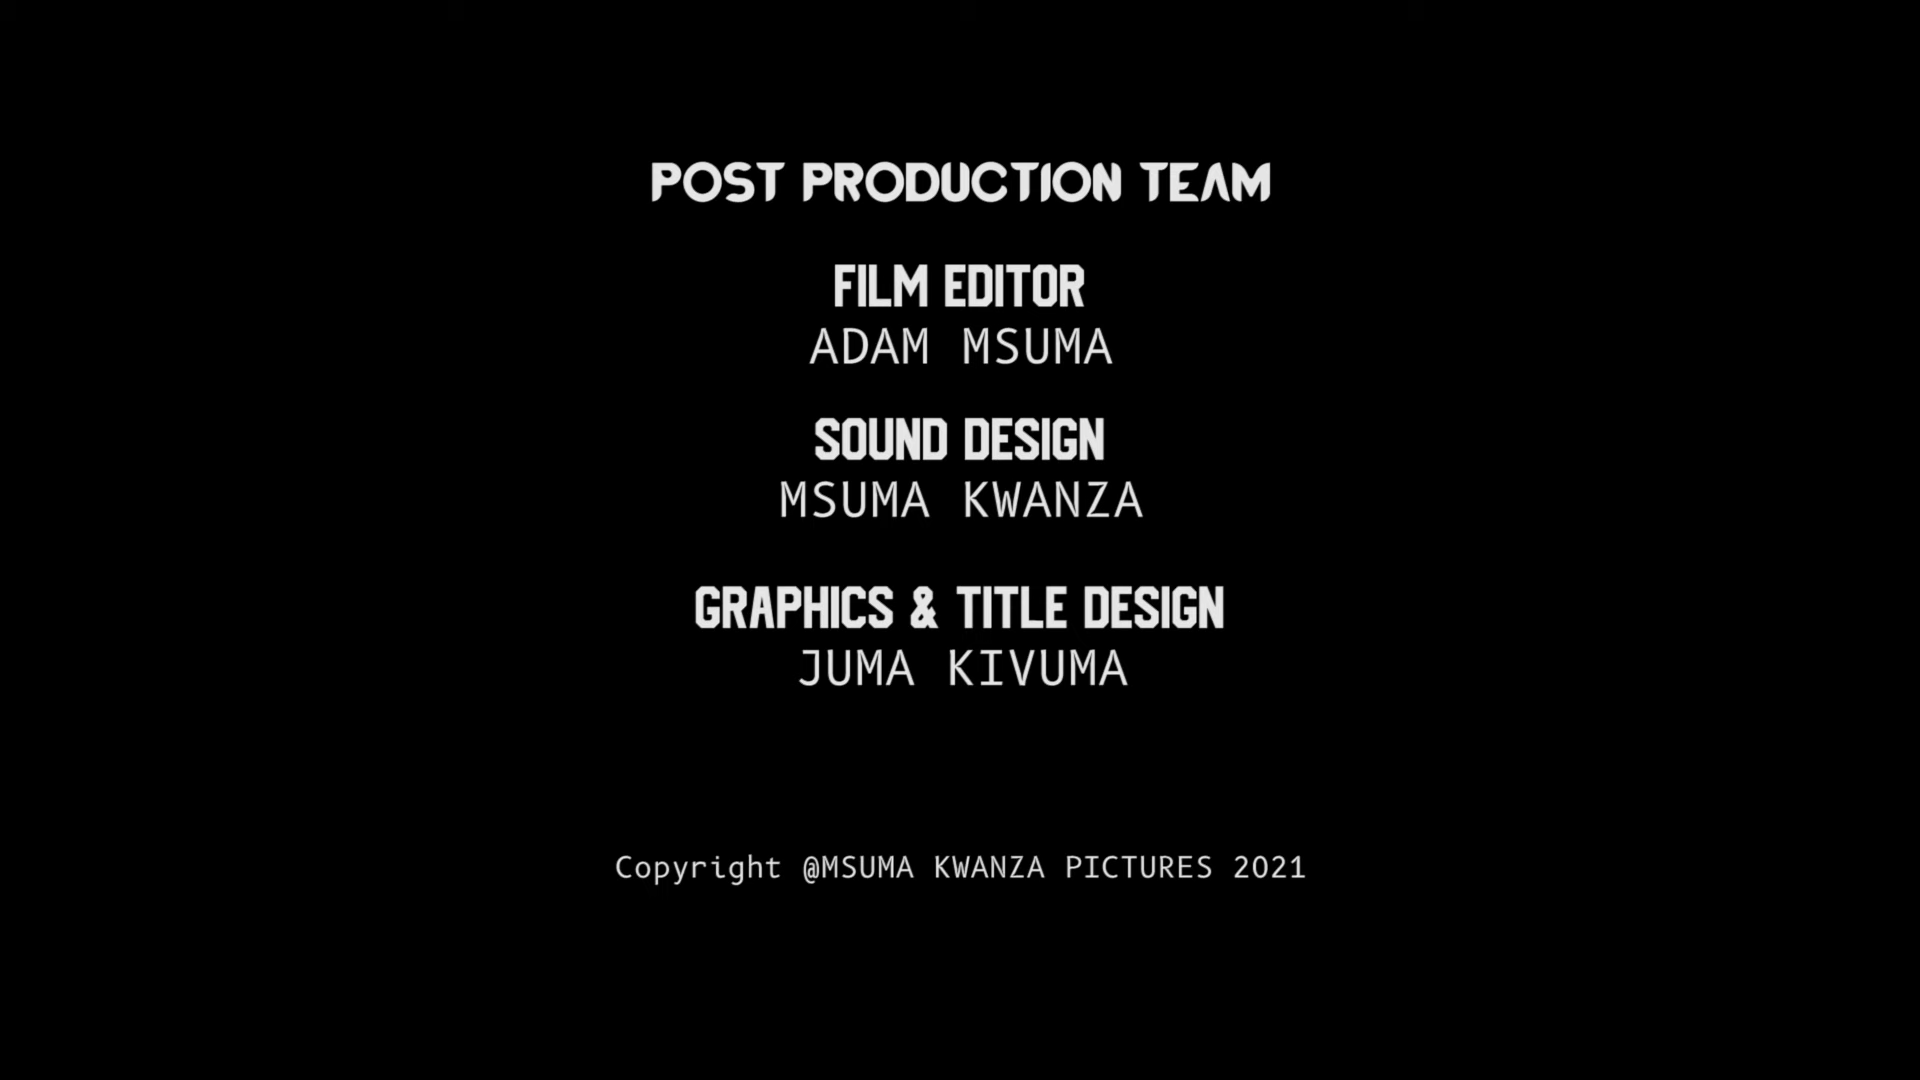 POST PRODUCTION TEAM
FILM EDITOR
ADAM MSUMA
SOUND DESIGN
MSUMA KWANZA
GRAPHICS & TITLE DESIGN
JUMA KIVUMA
Copyright @MSUMA KWANZA PICTURES 2021